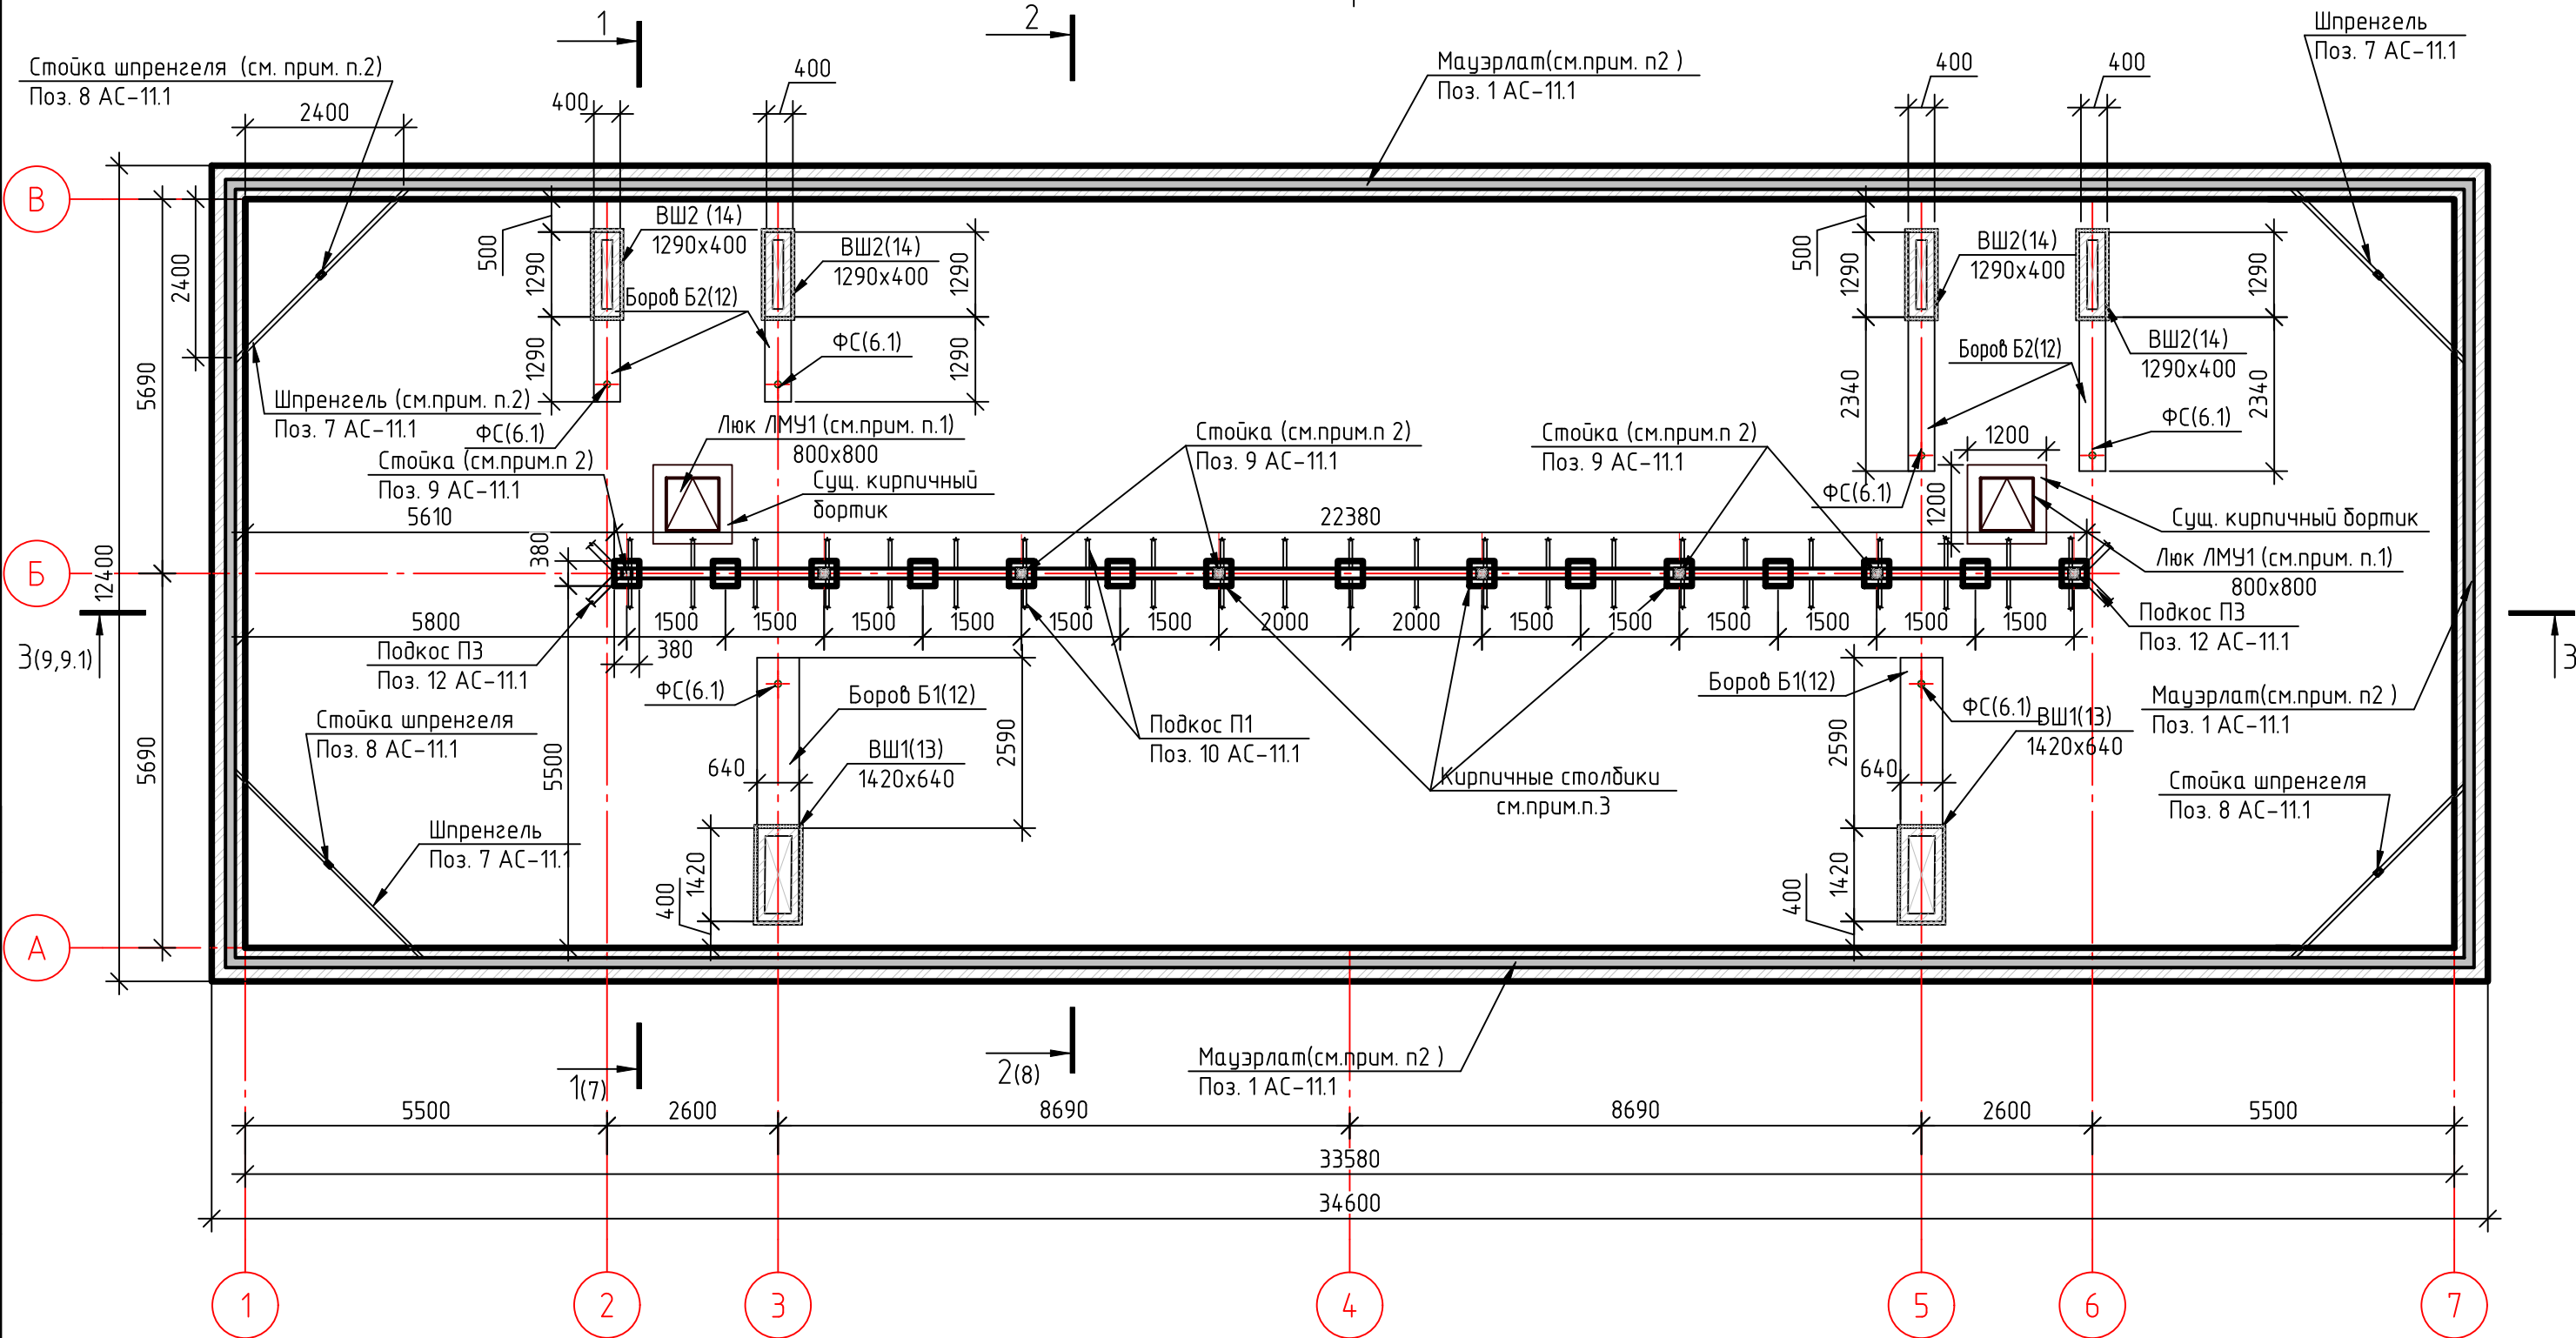 1
2
Шпренгель
Поз. 7 АС-11.1
Стойка шпренгеля (см. прим. п.2)
Поз. 8 АС-11.1
Мауэрлат(см.прим. п2 )
Поз. 1 АС-11.1
400
400
400
400
2400
В
500
ВШ2 (14)
1290х400
ВШ2(14)
1290х400
500
ВШ2(14)
1290х400
2400
1290
1290
1290
1290
Боров Б2(12)
ФС(6.1)
Боров Б2(12)
ВШ2(14)
1290х400
5690
1290
1290
2340
2340
Шпренгель (см.прим. п.2)
Поз. 7 АС-11.1
ФС(6.1)
Люк ЛМУ1 (см.прим. п.1)
800х800
Стойка (см.прим.п 2)
Поз. 9 АС-11.1
Стойка (см.прим.п 2)
Поз. 9 АС-11.1
ФС(6.1)
1200
Стойка (см.прим.п 2)
Поз. 9 АС-11.1
Сущ. кирпичный
бортик
ФС(6.1)
1200
5610
22380
Сущ. кирпичный бортик
380
Люк ЛМУ1 (см.прим. п.1)
800х800
Б
12400
5800
1500
1500
1500
1500
1500
1500
2000
2000
1500
1500
1500
1500
1500
1500
3(9,9.1)
3
Подкос П3
Поз. 12 АС-11.1
380
Подкос П3
Поз. 12 АС-11.1
ФС(6.1)
Боров Б1(12)
Боров Б1(12)
ФС(6.1)
Мауэрлат(см.прим. п2 )
Поз. 1 АС-11.1
Стойка шпренгеля
Поз. 8 АС-11.1
Подкос П1
Поз. 10 АС-11.1
ВШ1(13)
1420х640
5690
5500
640
ВШ1(13)
1420х640
2590
2590
640
Кирпичные столбики
см.прим.п.3
Стойка шпренгеля
Поз. 8 АС-11.1
Шпренгель
Поз. 7 АС-11.1
400
1420
400
1420
А
1(7)
2(8)
Мауэрлат(см.прим. п2 )
Поз. 1 АС-11.1
5500
2600
8690
8690
2600
5500
33580
34600
1
2
3
4
5
6
7